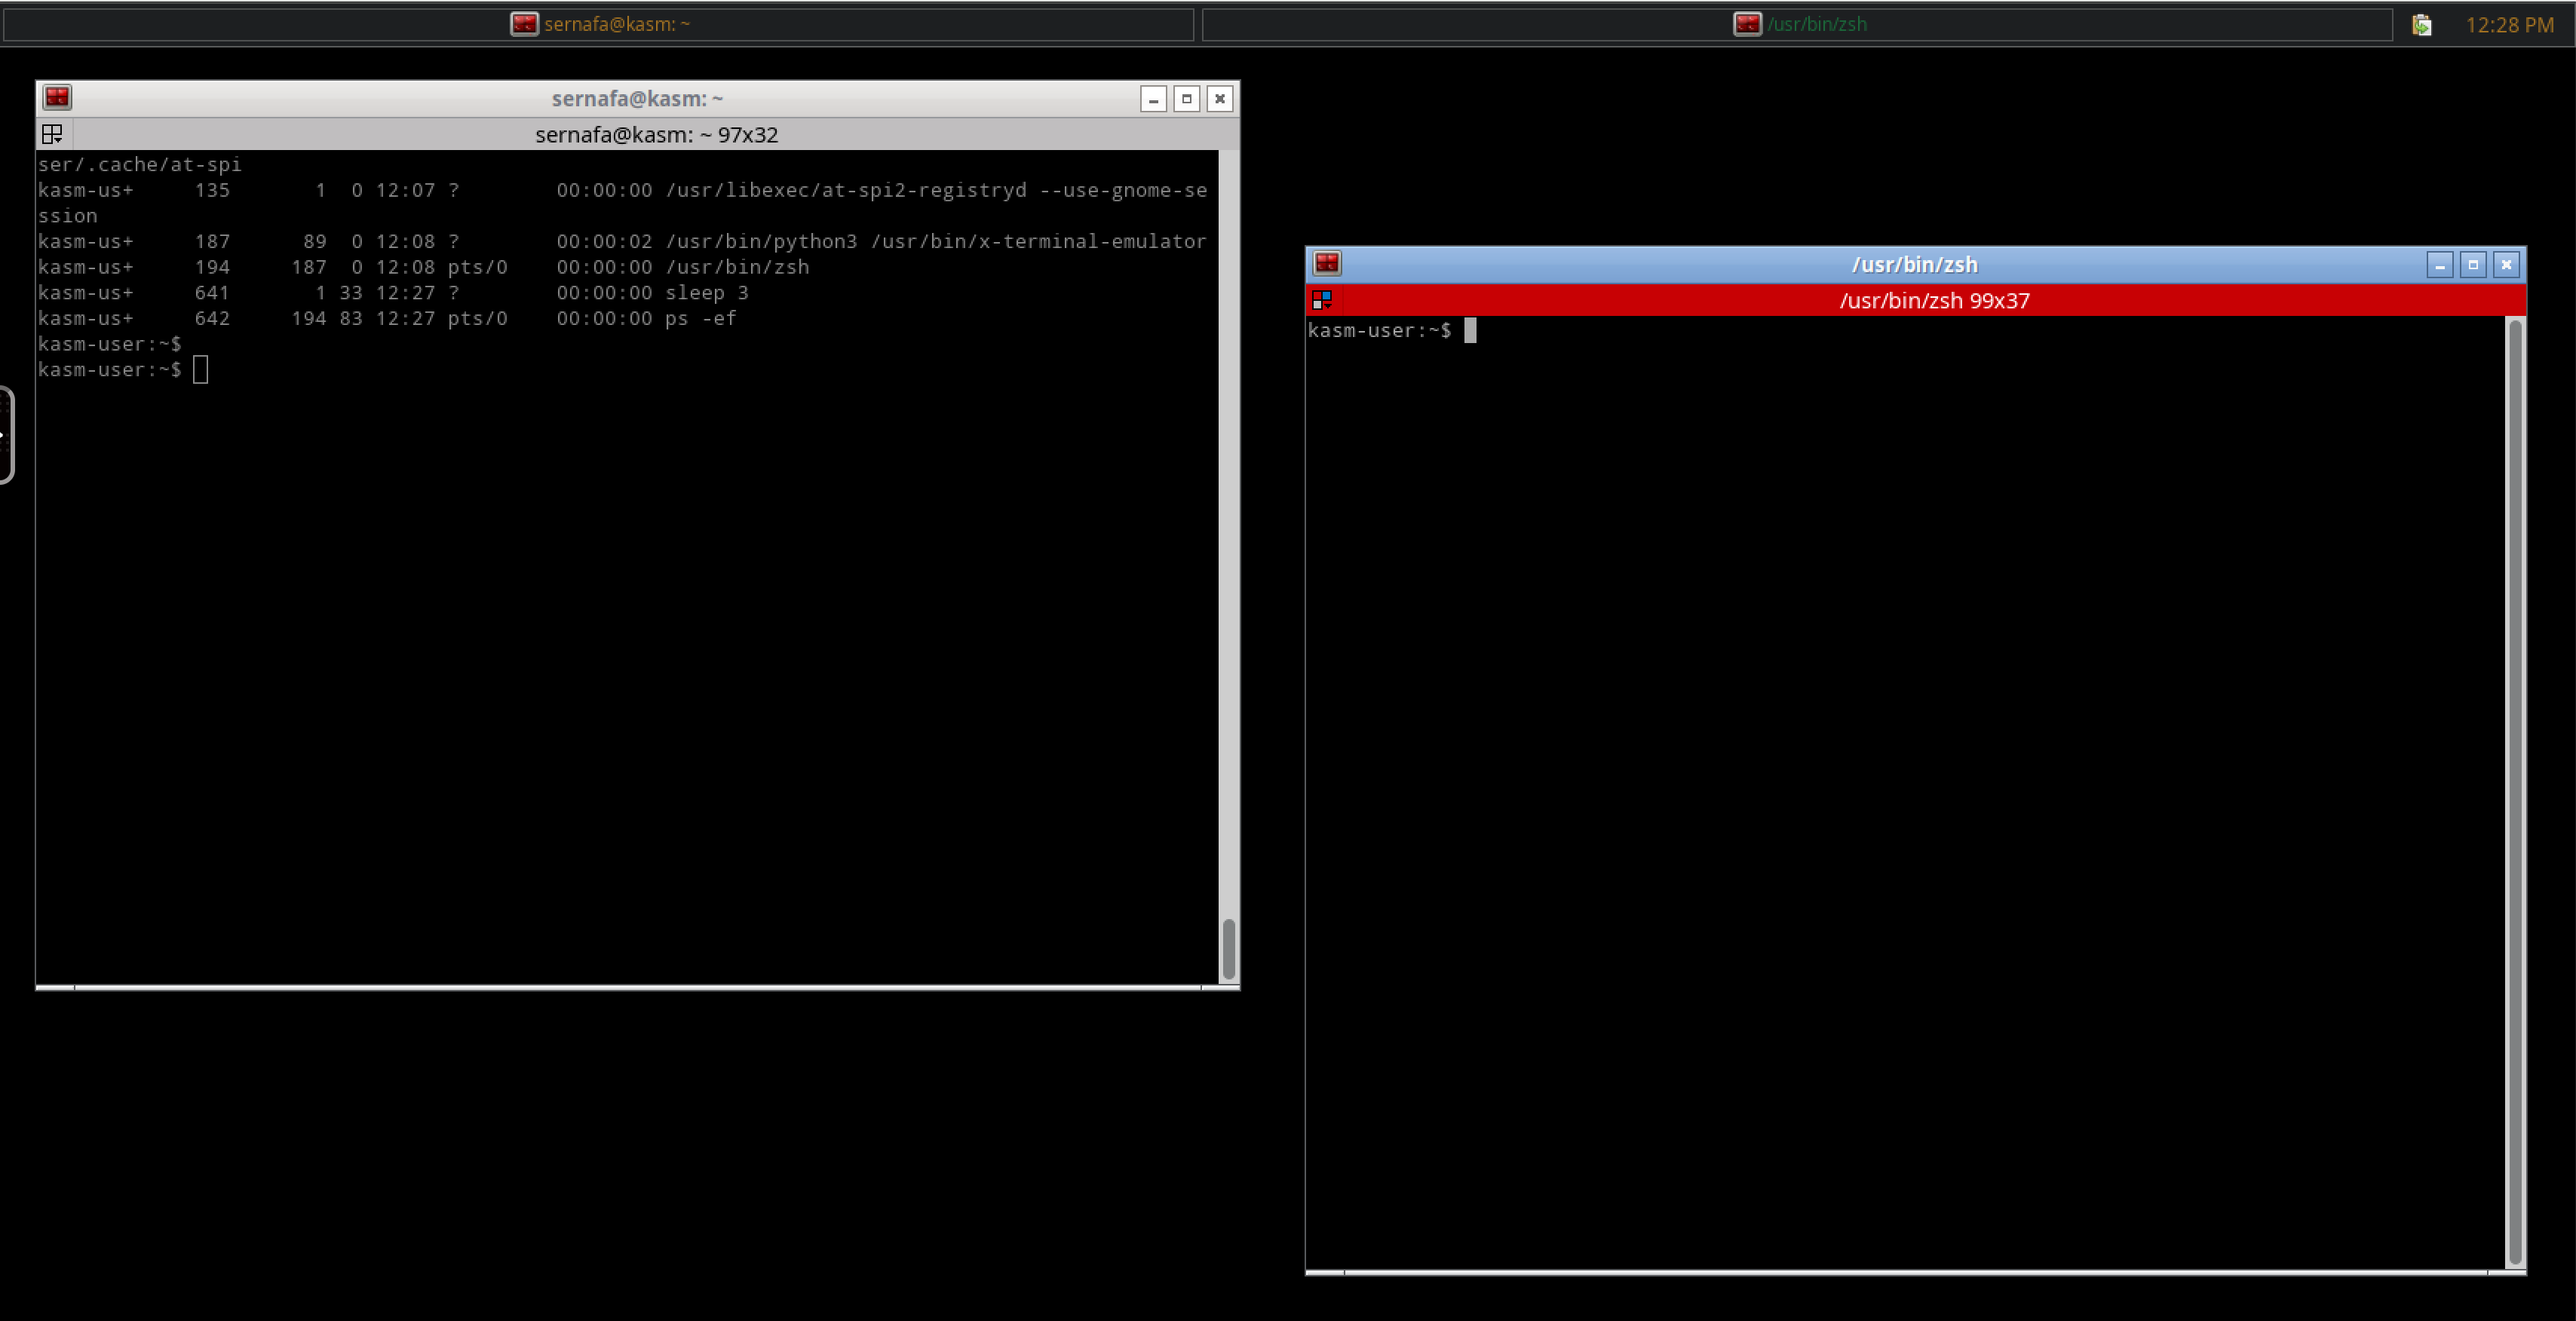 sernafa@kasm: ~
/usr/bin/zsh
12:28 PM
sernafa@kasm: ~
sernafa@kasm: ~ 97x32
ser/.cache/at-spi
kasm-us+     135       1  0 12:07 ?        00:00:00 /usr/libexec/at-spi2-registryd --use-gnome-se
ssion
kasm-us+     187      89  0 12:08 ?        00:00:02 /usr/bin/python3 /usr/bin/x-terminal-emulator
kasm-us+     194     187  0 12:08 pts/0    00:00:00 /usr/bin/zsh
kasm-us+     641       1 33 12:27 ?        00:00:00 sleep 3
kasm-us+     642     194 83 12:27 pts/0    00:00:00 ps -ef
kasm-user:~$
kasm-user:~$
/usr/bin/zsh
/usr/bin/zsh 99x37
kasm-user:~$